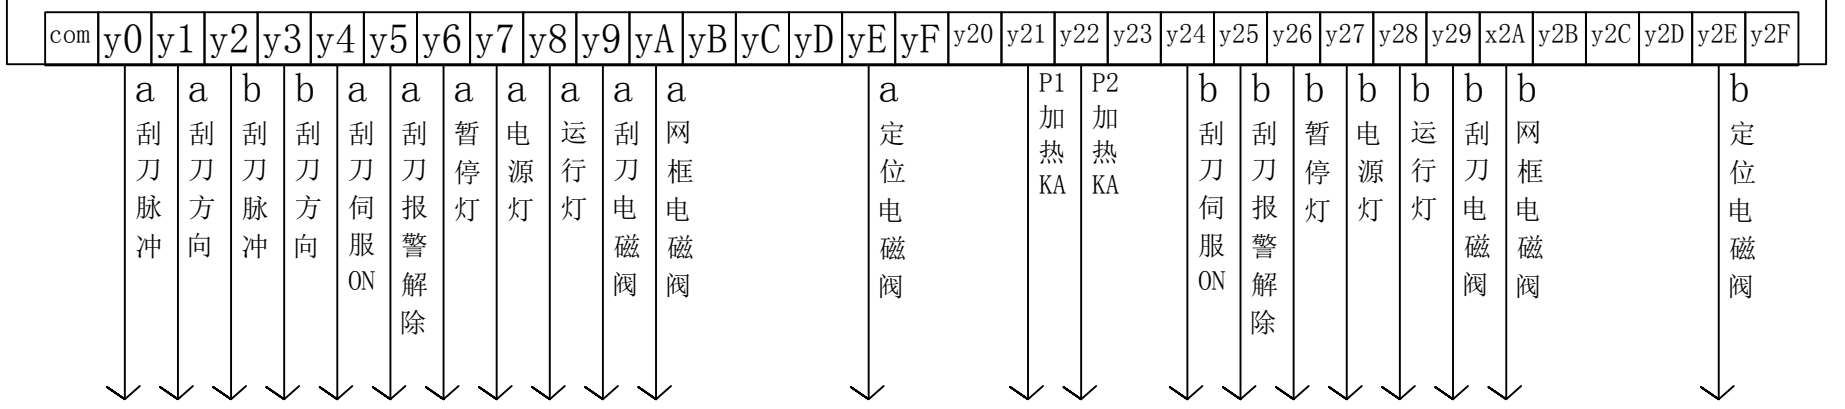 com y0 y1 y2 y3 y4 y5 y6 y7 y8 y9 yA yB yC yD yE yF y20 y21 y22 y23 y24 y25 y26 y27 y28 y29 x2A y2B y2C y2D y2E y2F
a刮刀脉冲
a刮刀方向
b刮刀脉冲
b刮刀方向
a刮刀伺服ON
a刮刀报警解除
a暂停灯
a电源灯
a运行灯
a刮刀电磁阀
a网框电磁阀
a定位电磁阀
P1加热KA
P2加热KA
b刮刀伺服ON
b刮刀报警解除
b暂停灯
b电源灯
b运行灯
b刮刀电磁阀
b网框电磁阀
b定位电磁阀